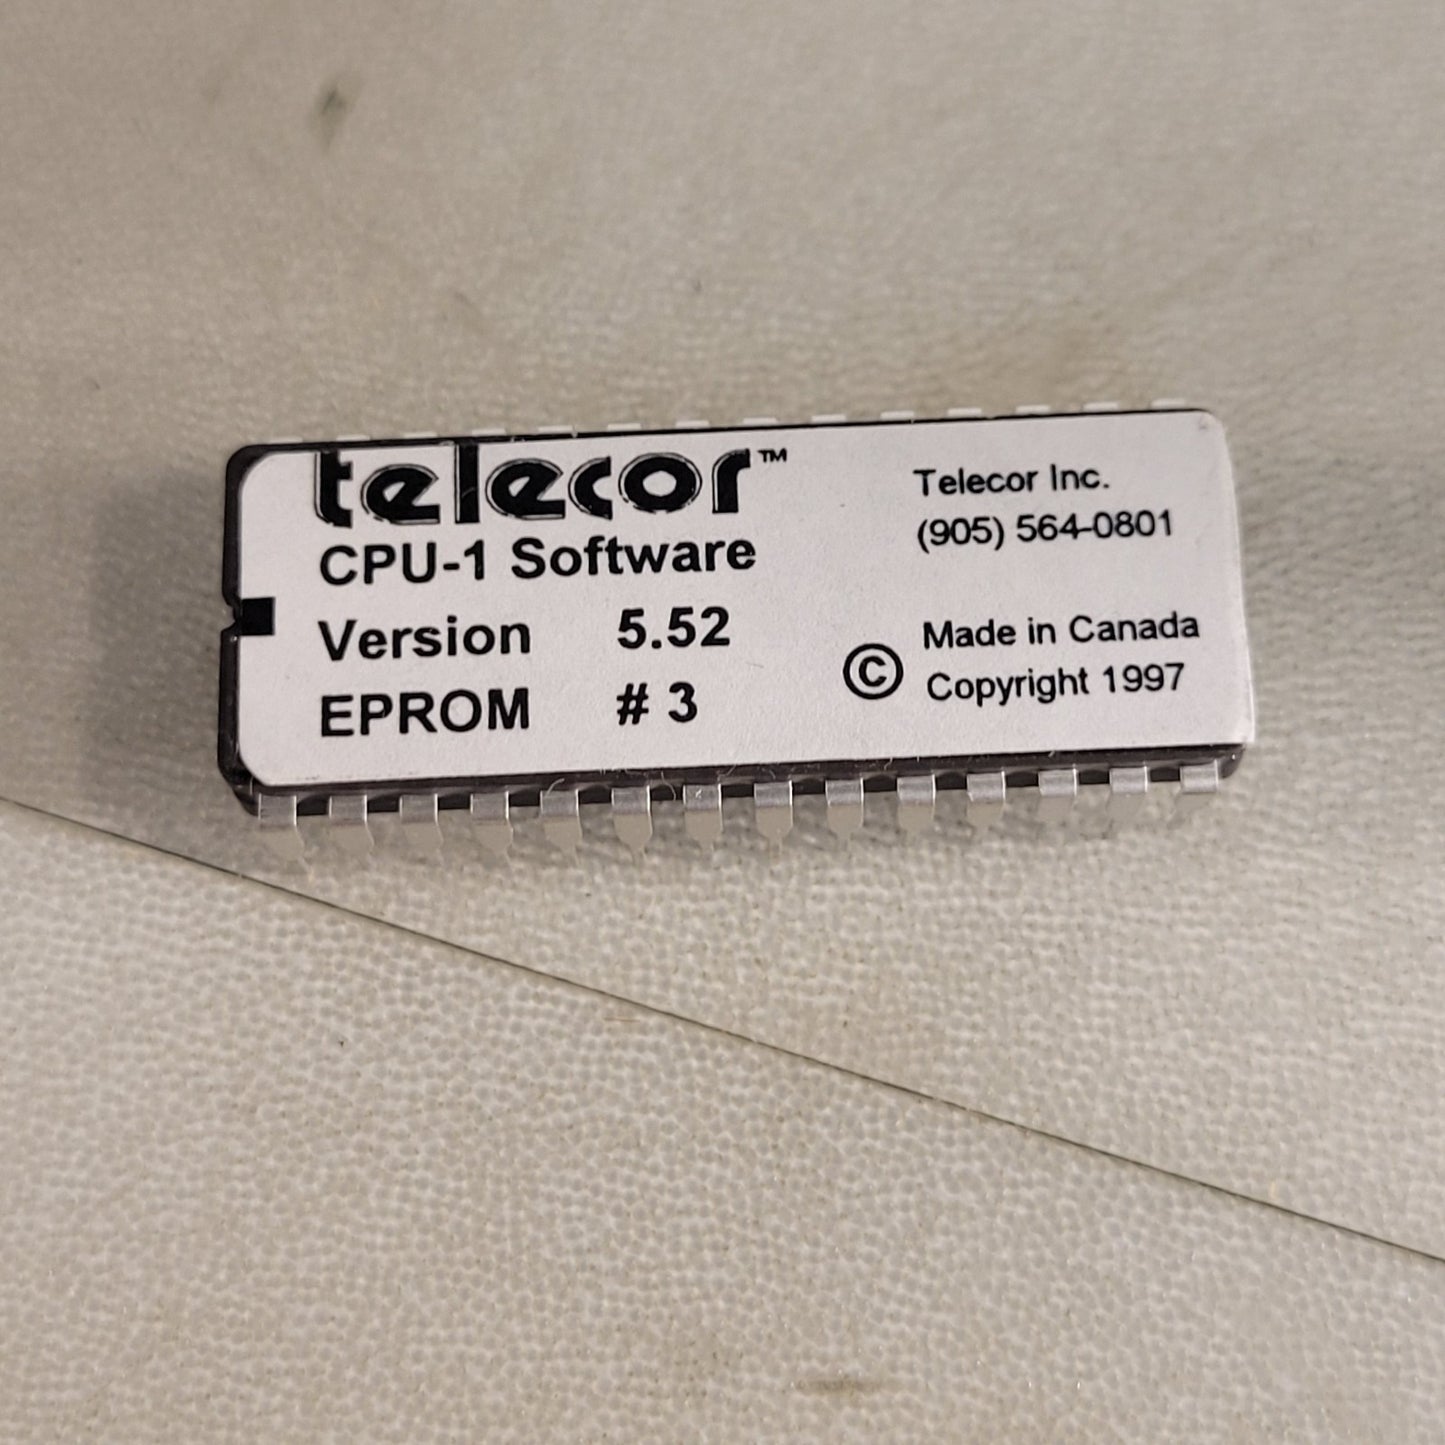 telecor™
CPU-1 Software
Version 5.52
EPROM # 3
Telecor Inc.
(905) 564-0801
Made in Canada
© Copyright 1997